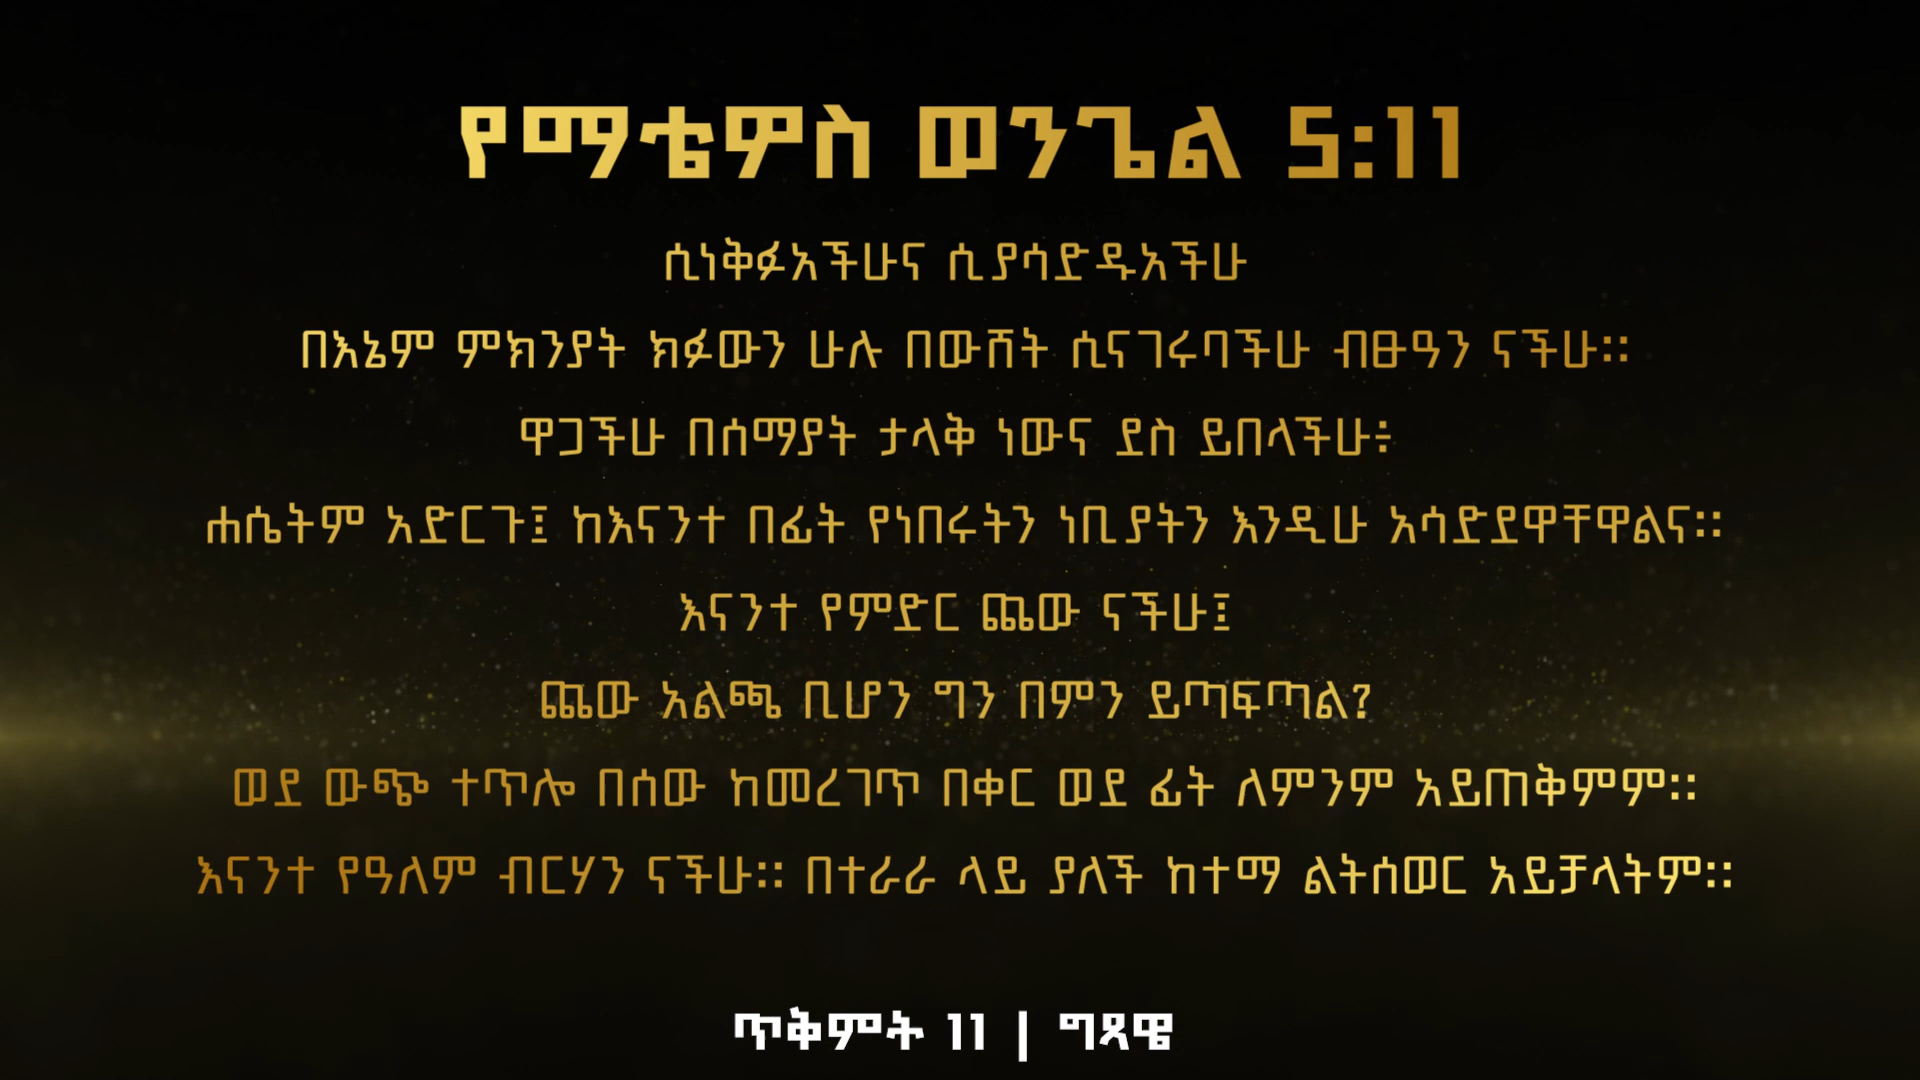 የማቴዎስ ወንጌል 5:11
ሲነቅፉአችሁና ሲያሳድዱአችሁ
በእኔም ምክንያት ክፉውን ሁሉ በውሸት ሲናገሩባችሁ ብፁዓን ናችሁ፡፡
ዋጋችሁ በሰማያት ታላቅ ነውና ደስ ይበላችሁ፥
ሐሴትም አድርጉ፤ ከእናንተ በፊት የነበሩትን ነቢያትን እንዲሁ አሳድደዋቸዋልና፡፡
እናንተ የምድር ጨው ናችሁ፤
ጨው አልጫ ቢሆን ግን በምን ይጣፍጣል?
ወደ ውጭ ተጥሎ በሰው ከመረገጥ በቀር ወደ ፊት ለምንም አይጠቅምም፡፡
እናንተ የዓለም ብርሃን ናችሁ፡፡ በተራራ ላይ ያለች ከተማ ልትሰወር አይቻላትም፡፡
ጥቅምት 11 | ግጻዌ